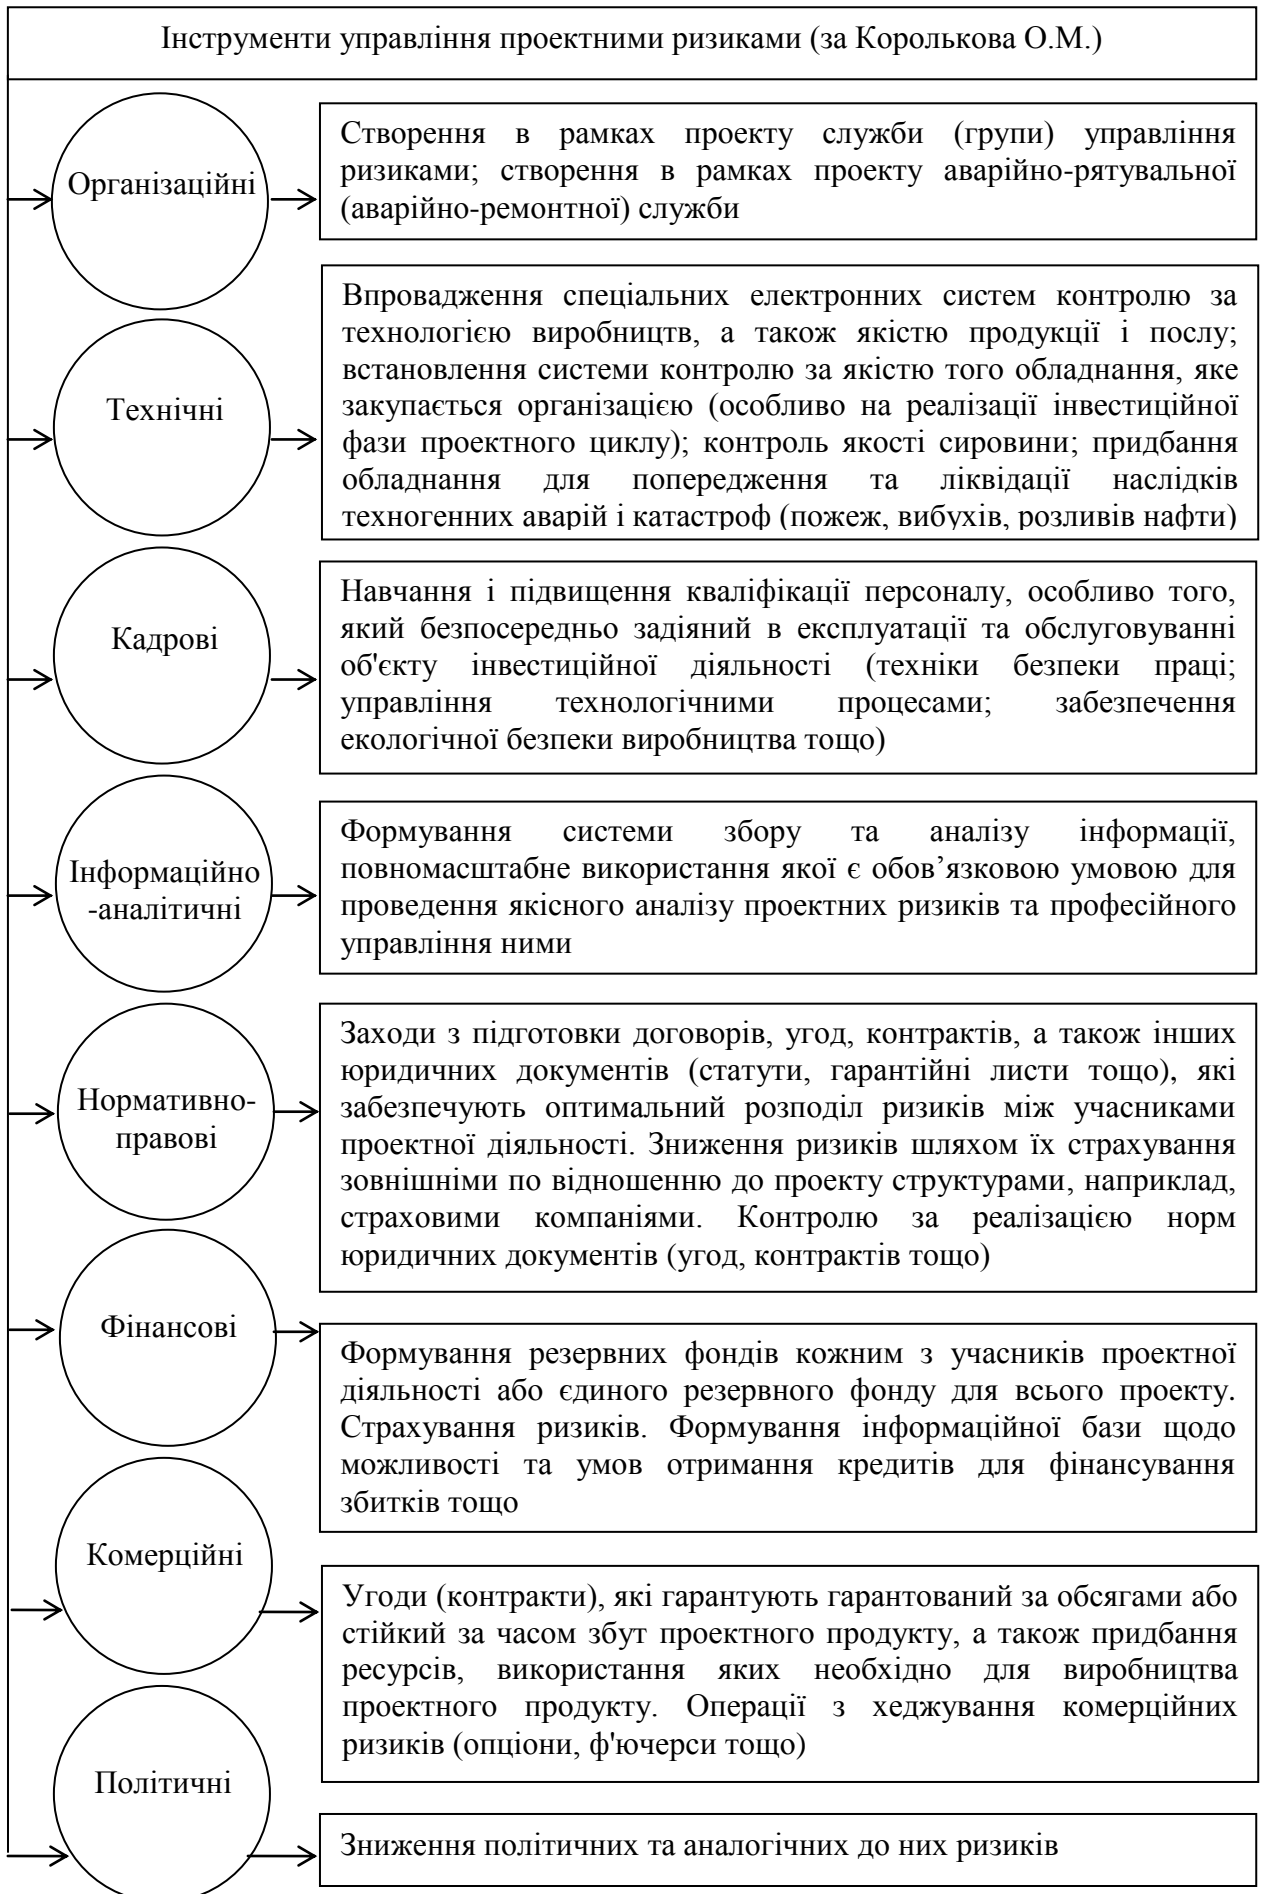 Інструменти управління проектними ризиками (за Королькова О.М.)
Організаційні
Створення в рамках проекту служби (групи) управління
ризиками; створення в рамках проекту аварійно-рятувальної
(аварійно-ремонтної) служби
Технічні
Впровадження спеціальних електронних систем контролю за
технологією виробництв, а також якістю продукції і послу;
встановлення системи контролю за якістю того обладнання, яке
закупається організацією (особливо на реалізації інвестиційної
фази проектного циклу); контроль якості сировини; придбання
обладнання для попередження та ліквідації наслідків
техногенних аварій і катастроф (пожеж, вибухів, розливів нафти)
Кадрові
Навчання і підвищення кваліфікації персоналу, особливо того,
який безпосередньо задіяний в експлуатації та обслуговуванні
об'єкту інвестиційної діяльності (техніки безпеки праці;
управління технологічними процесами; забезпечення
екологічної безпеки виробництва тощо)
Інформаційно
-аналітичні
Формування системи збору та аналізу інформації,
повномасштабне використання якої є обов’язковою умовою для
проведення якісного аналізу проектних ризиків та професійного
управління ними
Нормативно-
правові
Заходи з підготовки договорів, угод, контрактів, а також інших
юридичних документів (статути, гарантійні листи тощо), які
забезпечують оптимальний розподіл ризиків між учасниками
проектної діяльності. Зниження ризиків шляхом їх страхування
зовнішніми по відношенню до проекту структурами, наприклад,
страховими компаніями. Контролю за реалізацією норм
юридичних документів (угод, контрактів тощо)
Фінансові
Формування резервних фондів кожним з учасників проектної
діяльності або єдиного резервного фонду для всього проекту.
Страхування ризиків. Формування інформаційної бази щодо
можливості та умов отримання кредитів для фінансування
збитків тощо
Комерційні
Угоди (контракти), які гарантують гарантований за обсягами або
стійкий за часом збут проектного продукту, а також придбання
ресурсів, використання яких необхідно для виробництва
проектного продукту. Операції з хеджування комерційних
ризиків (опціони, ф'ючерси тощо)
Політичні
Зниження політичних та аналогічних до них ризиків